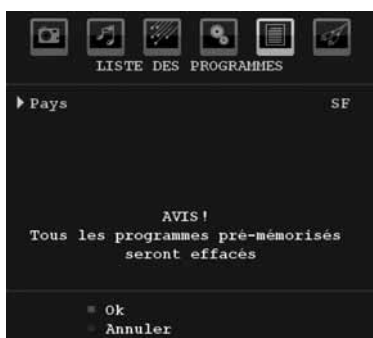 LISTE DES PROGRAMMES
Pays SF
AVIS!
Tous les programmes pré-mémorisés
seront effacés
Ok
Annuler